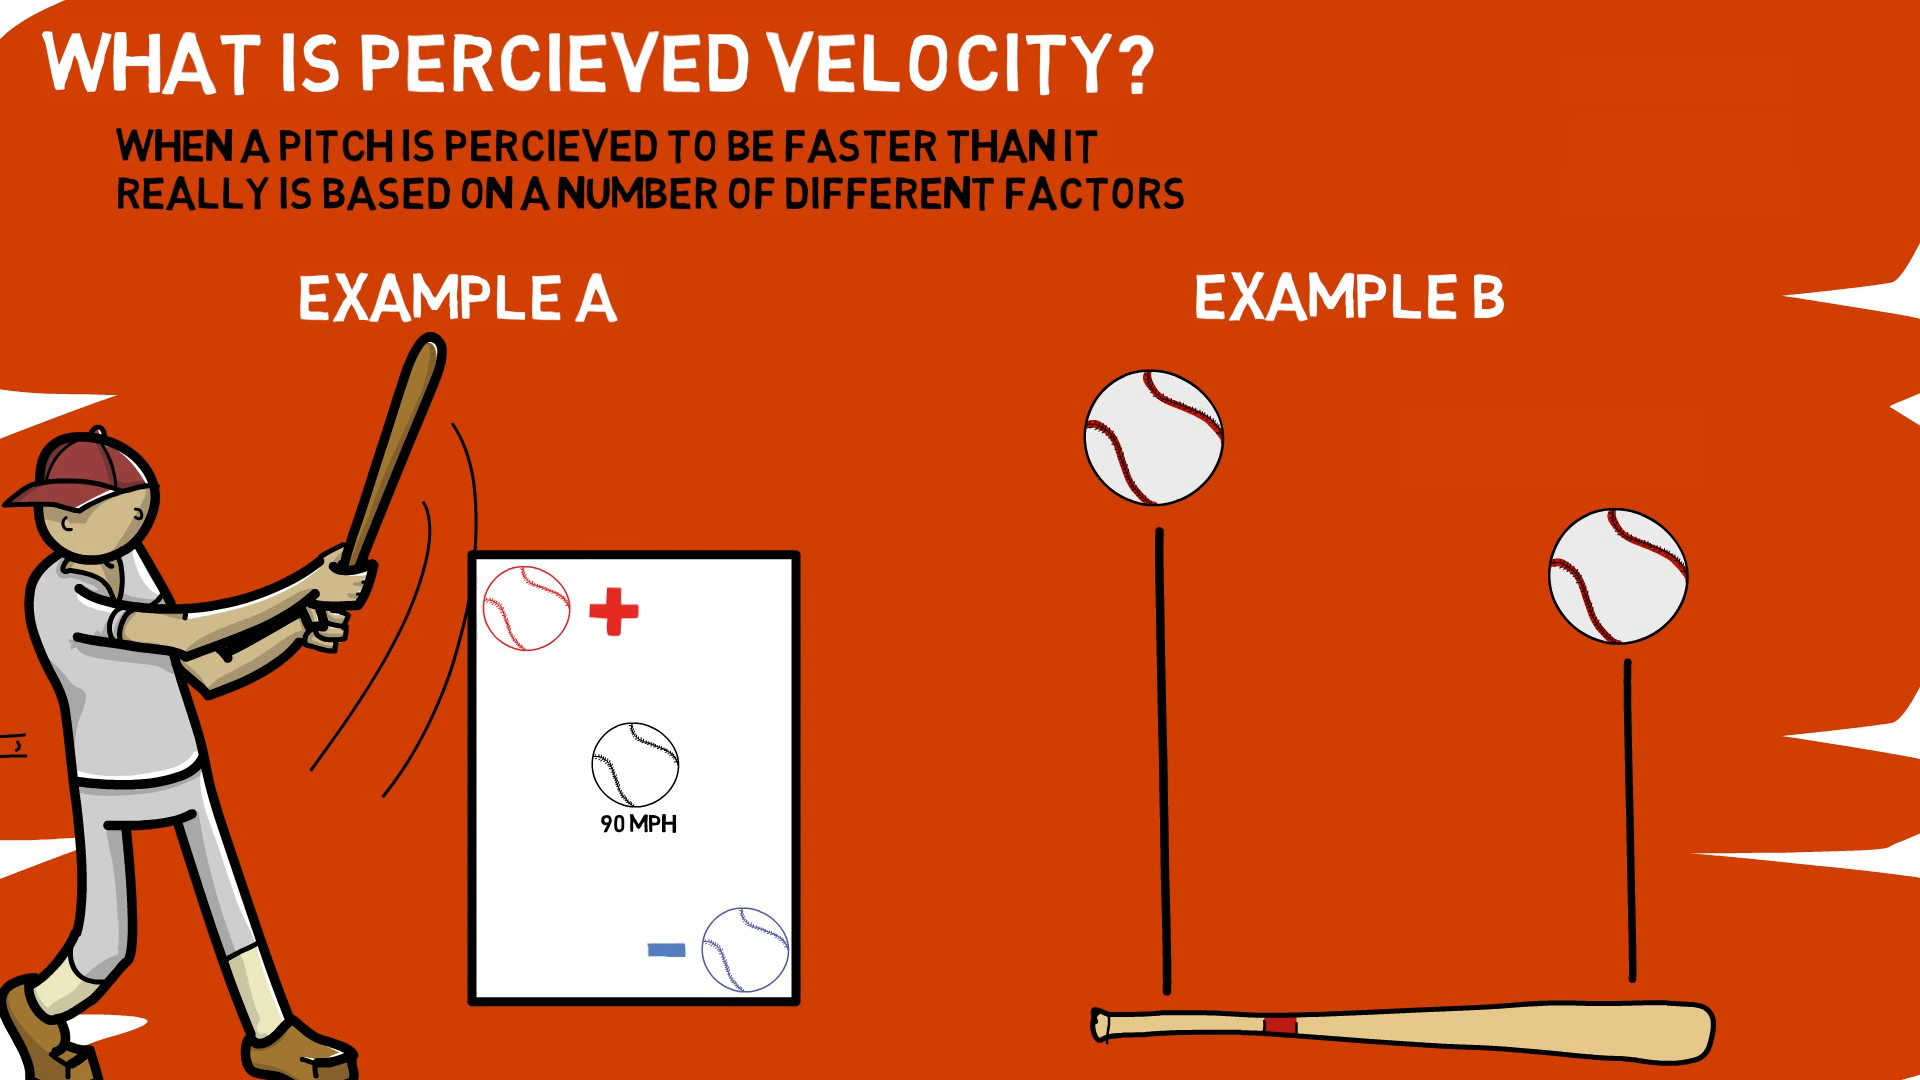 WHAT IS PERCIEVED VELOCITY?
WHEN A PITCH IS PERCIEVED TO BE FASTER THAN IT
REALLY IS BASED ON A NUMBER OF DIFFERENT FACTORS
EXAMPLE A
EXAMPLE B
+
90 MPH
-